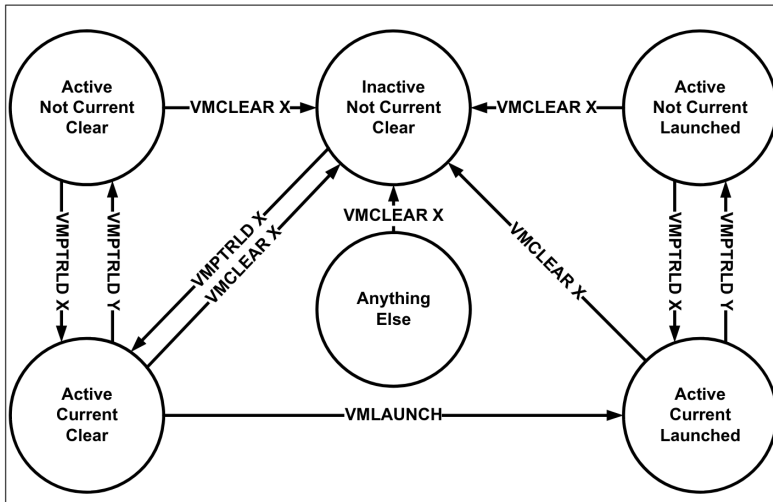 Active
Not Current
Clear
VMCLEAR X
Inactive
Not Current
Clear
VMCLEAR X
Active
Not Current
Launched
VMPTRLD X
VMPTRLD Y
VMPTRLD X
VMCLEAR X
VMCLEAR X
Anything
Else
VMCLEAR X
VMPTRLD X
VMPTRLD Y
Active
Current
Clear
VMLAUNCH
Active
Current
Launched